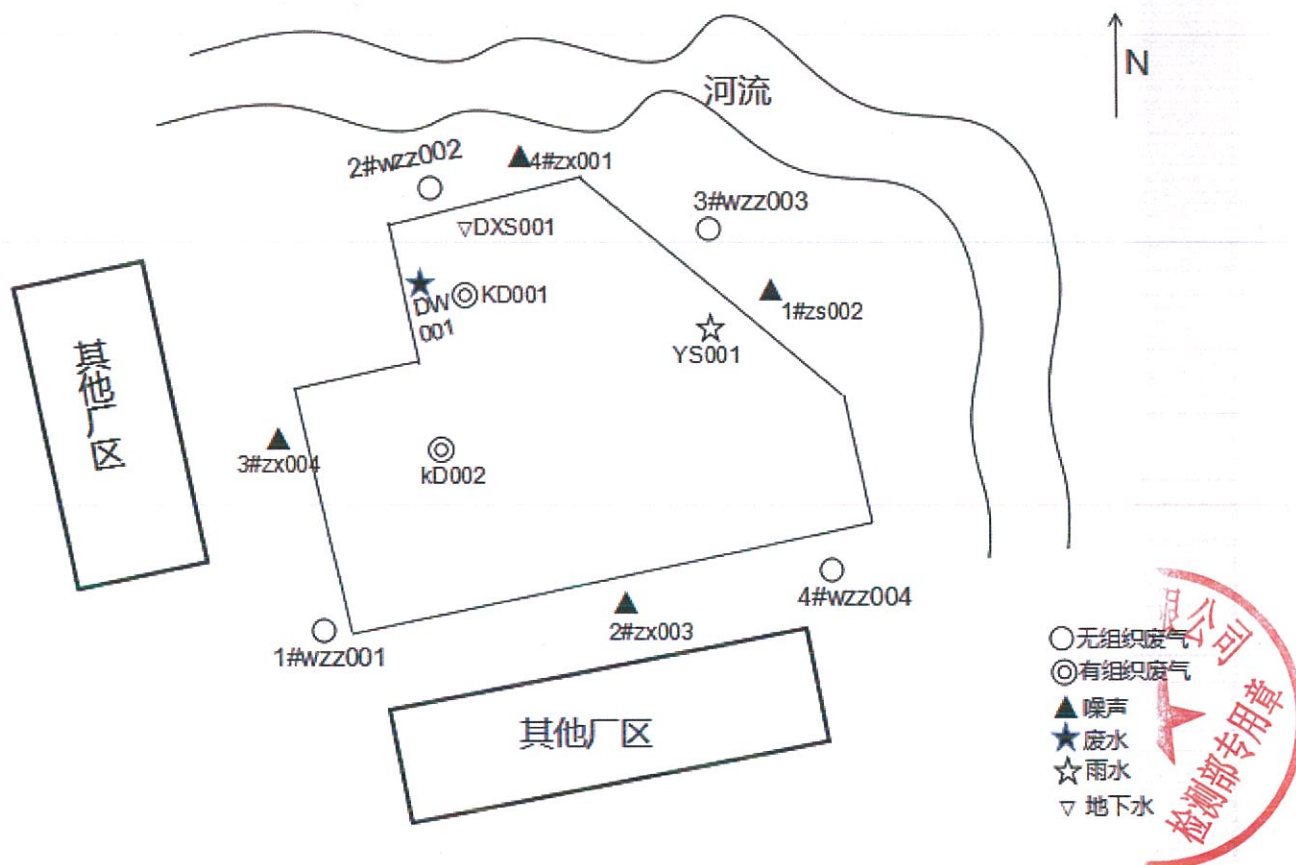 N
河流
2#wzz002
4#zx001
3#wzz003
DXS001
KD001
DW
001
1#zs002
YS001
其他厂区
3#zx004
kD002
4#wzz004
2#zx003
1#wzz001
其他厂区
无组织废气
有组织废气
噪声
废水
雨水
地下水
限公司
检测部专用章